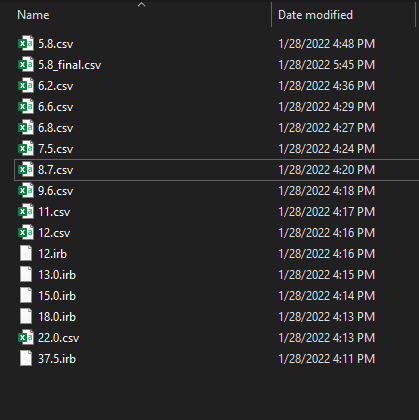 Name Date modified
5.8.csv 1/28/2022 4:48 PM
5.8_final.csv 1/28/2022 5:45 PM
6.2.csv 1/28/2022 4:36 PM
6.6.csv 1/28/2022 4:29 PM
6.8.csv 1/28/2022 4:27 PM
7.5.csv 1/28/2022 4:24 PM
8.7.csv 1/28/2022 4:20 PM
9.6.csv 1/28/2022 4:18 PM
11.csv 1/28/2022 4:17 PM
12.csv 1/28/2022 4:16 PM
12.irb 1/28/2022 4:16 PM
13.0.irb 1/28/2022 4:15 PM
15.0.irb 1/28/2022 4:14 PM
18.0.irb 1/28/2022 4:13 PM
22.0.csv 1/28/2022 4:13 PM
37.5.irb 1/28/2022 4:11 PM